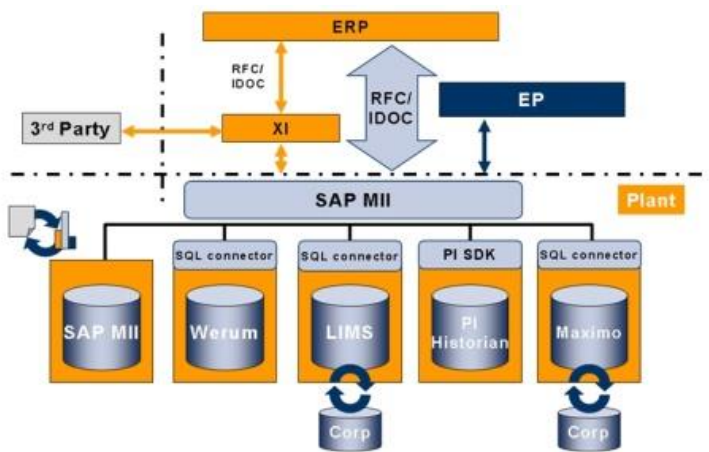 ERP
RFC/
IDOC
RFC/
IDOC
EP
3rd Party
XI
SAP MII
Plant
SQL connector
SQL connector
PI SDK
SQL connector
SAP MII
Werum
LIMS
PI
Historian
Maximo
Corp
Corp